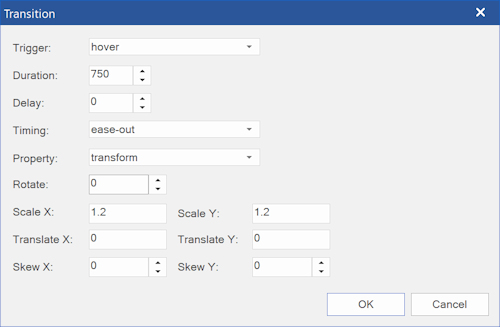 Transition
Trigger: hover
Duration: 750
Delay: 0
Timing: ease-out
Property: transform
Rotate: 0
Scale X: 1.2 Scale Y: 1.2
Translate X: 0 Translate Y: 0
Skew X: 0 Skew Y: 0
OK Cancel